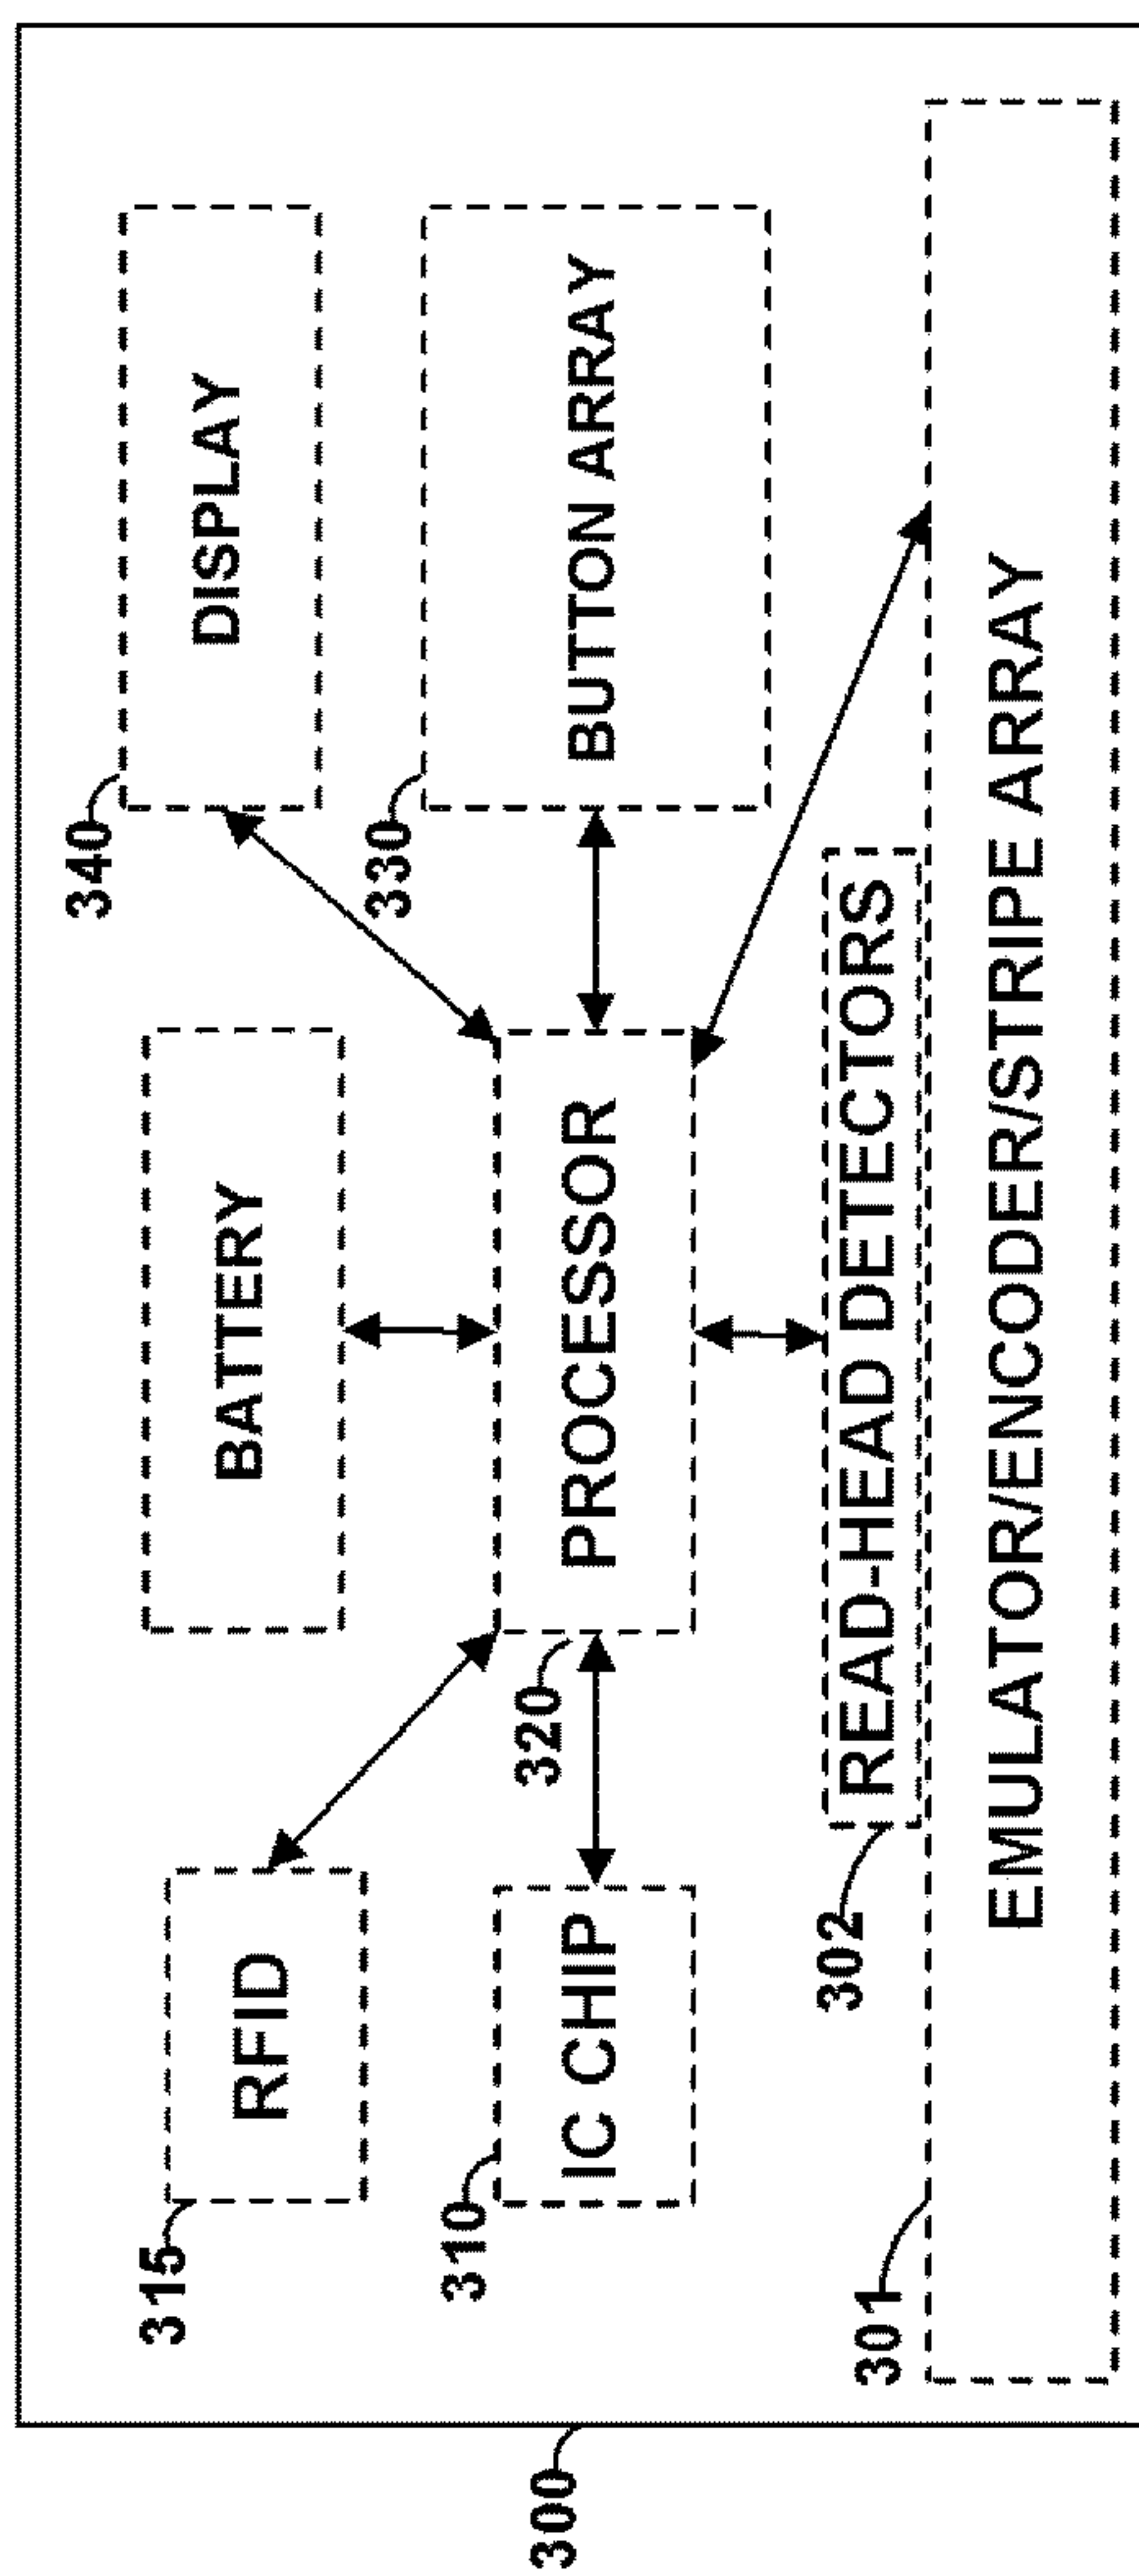 340
DISPLAY
BATTERY
315
RFID
330
BUTTON ARRAY
PROCESSOR
320
310
IC CHIP
READ-HEAD DETECTORS
302
301
EMULATOR/ENCODER/STRIPE ARRAY
300